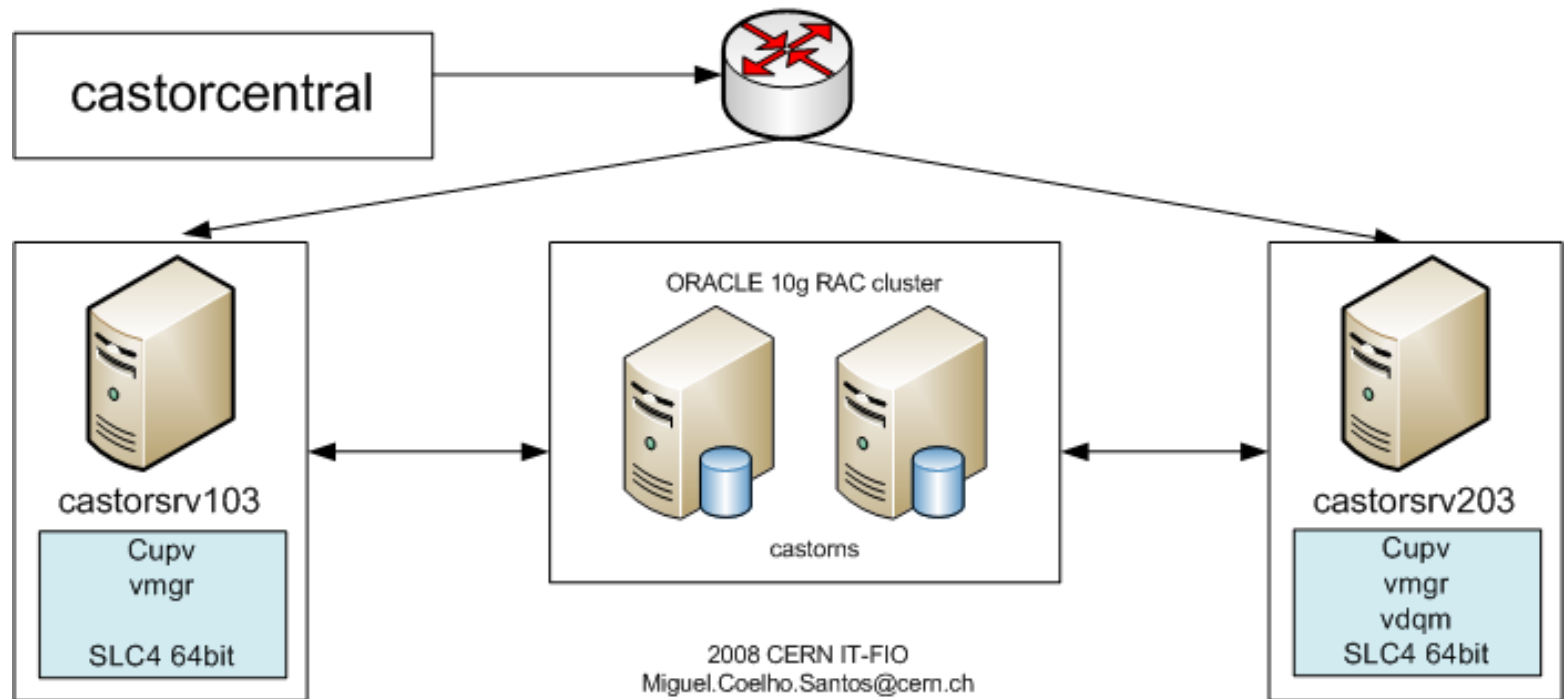 castorcentral
ORACLE 10g RAC cluster
castorsrv103
Cupv
vmgr
SLC4 64bit
castorns
castorsrv203
Cupv
vmgr
vdqm
SLC4 64bit
2008 CERN IT-FIO
Miguel.Coelho.Santos@cern.ch